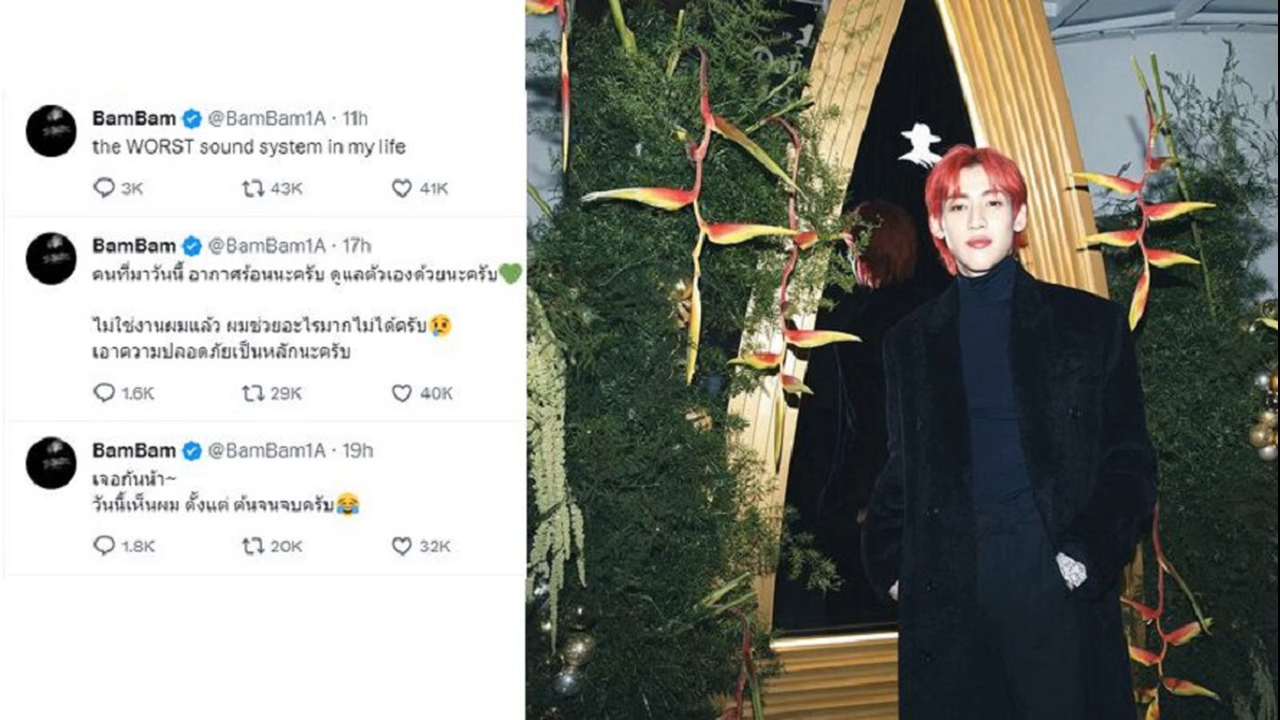 BamBam @BamBam1A · 11h
the WORST sound system in my life
3K 43K 41K
BamBam @BamBam1A · 17h
คนที่มาวันนี้ อากาศร้อนนะครับ ดูแลตัวเองด้วยนะครับ💚
ไม่ใช่งานผมแล้ว ผมช่วยอะไรมากไม่ได้ครับ😢
เอาความปลอดภัยเป็นหลักนะครับ
1.6K 29K 40K
BamBam @BamBam1A · 19h
เจอกันน้า~
วันนี้เห็นผม ตั้งแต่ ต้นจนจบครับ😂
1.8K 20K 32K